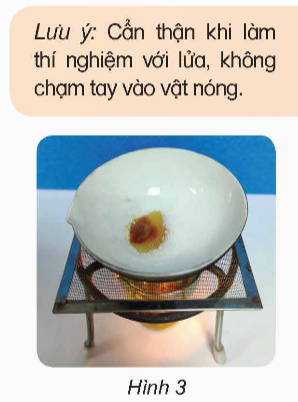 Lưu ý: Cẩn thận khi làm
thí nghiệm với lửa, không
chạm tay vào vật nóng.
Hình 3